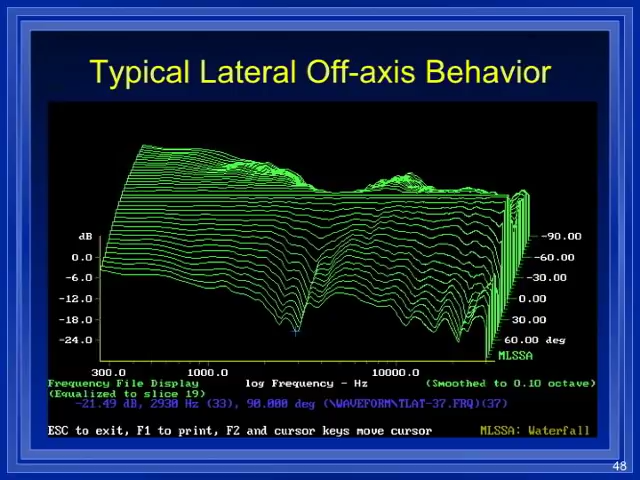 Typical Lateral Off-axis Behavior
dB
0.0
-6.0
-12.0
-18.0
-24.0
-90.00
-60.00
-30.00
0.00
30.00
60.00 deg
MLSSA
300.0 1000.0 10000.0
Frequency File Display log Frequency - Hz (Smoothed to 0.10 octave)
(Equalized to slice 19)
-21.49 dB, 2930 Hz (33), 90.000 deg (\WAVEFORM\TLAT-37.FRQ)(37)
ESC to exit, F1 to print, F2 and cursor keys move cursor MLSSA: Waterfall
48